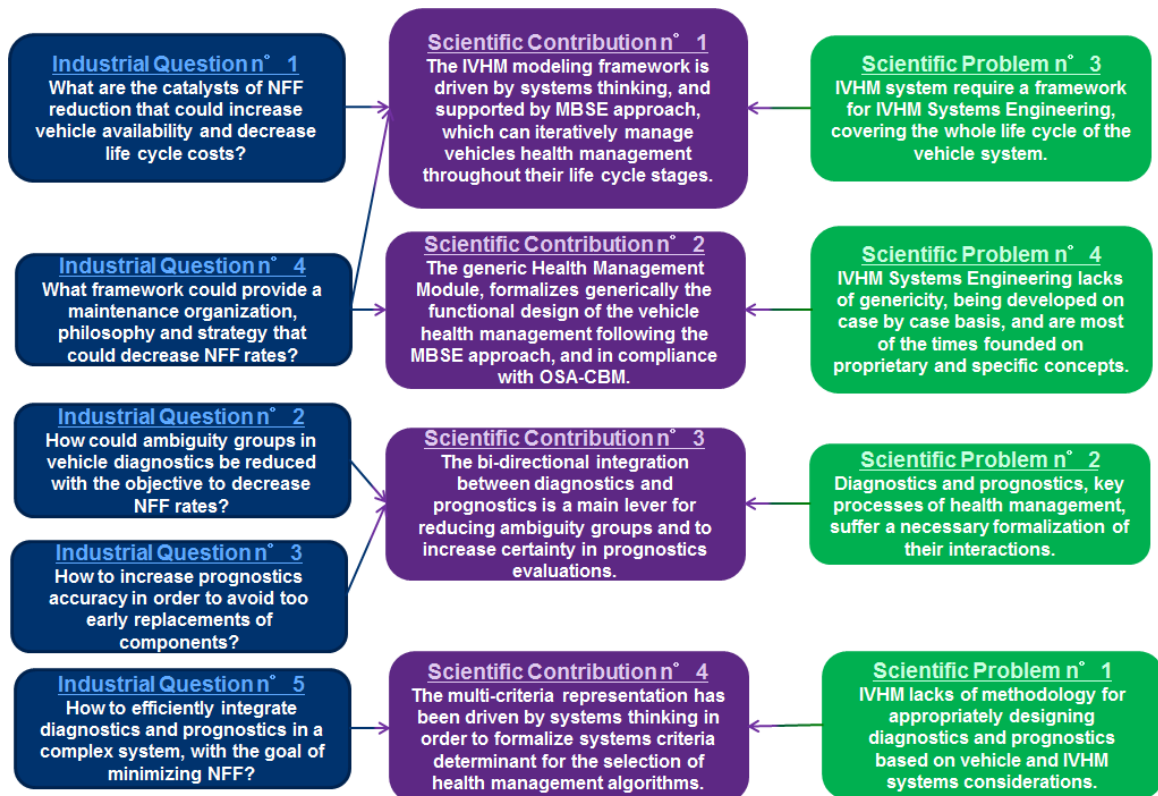 Industrial Question n° 1
What are the catalysts of NFF
reduction that could increase
vehicle availability and decrease
life cycle costs?
Industrial Question n° 4
What framework could provide a
maintenance organization,
philosophy and strategy that
could decrease NFF rates?
Industrial Question n° 2
How could ambiguity groups in
vehicle diagnostics be reduced
with the objective to decrease
NFF rates?
Industrial Question n° 3
How to increase prognostics
accuracy in order to avoid too
early replacements of
components?
Industrial Question n° 5
How to efficiently integrate
diagnostics and prognostics in a
complex system, with the goal of
minimizing NFF?
Scientific Contribution n° 1
The IVHM modeling framework is
driven by systems thinking, and
supported by MBSE approach,
which can iteratively manage
vehicles health management
throughout their life cycle stages.
Scientific Contribution n° 2
The generic Health Management
Module, formalizes generically the
functional design of the vehicle
health management following the
MBSE approach, and in compliance
with OSA-CBM.
Scientific Contribution n° 3
The bi-directional integration
between diagnostics and
prognostics is a main lever for
reducing ambiguity groups and to
increase certainty in prognostics
evaluations.
Scientific Contribution n° 4
The multi-criteria representation has
been driven by systems thinking in
order to formalize systems criteria
determinant for the selection of
health management algorithms.
Scientific Problem n° 3
IVHM system require a framework
for IVHM Systems Engineering,
covering the whole life cycle of the
vehicle system.
Scientific Problem n° 4
IVHM Systems Engineering lacks
of genericity, being developed on
case by case basis, and are most
of the times founded on
proprietary and specific concepts.
Scientific Problem n° 2
Diagnostics and prognostics, key
processes of health management,
suffer a necessary formalization of
their interactions.
Scientific Problem n° 1
IVHM lacks of methodology for
appropriately designing
diagnostics and prognostics
based on vehicle and IVHM
systems considerations.